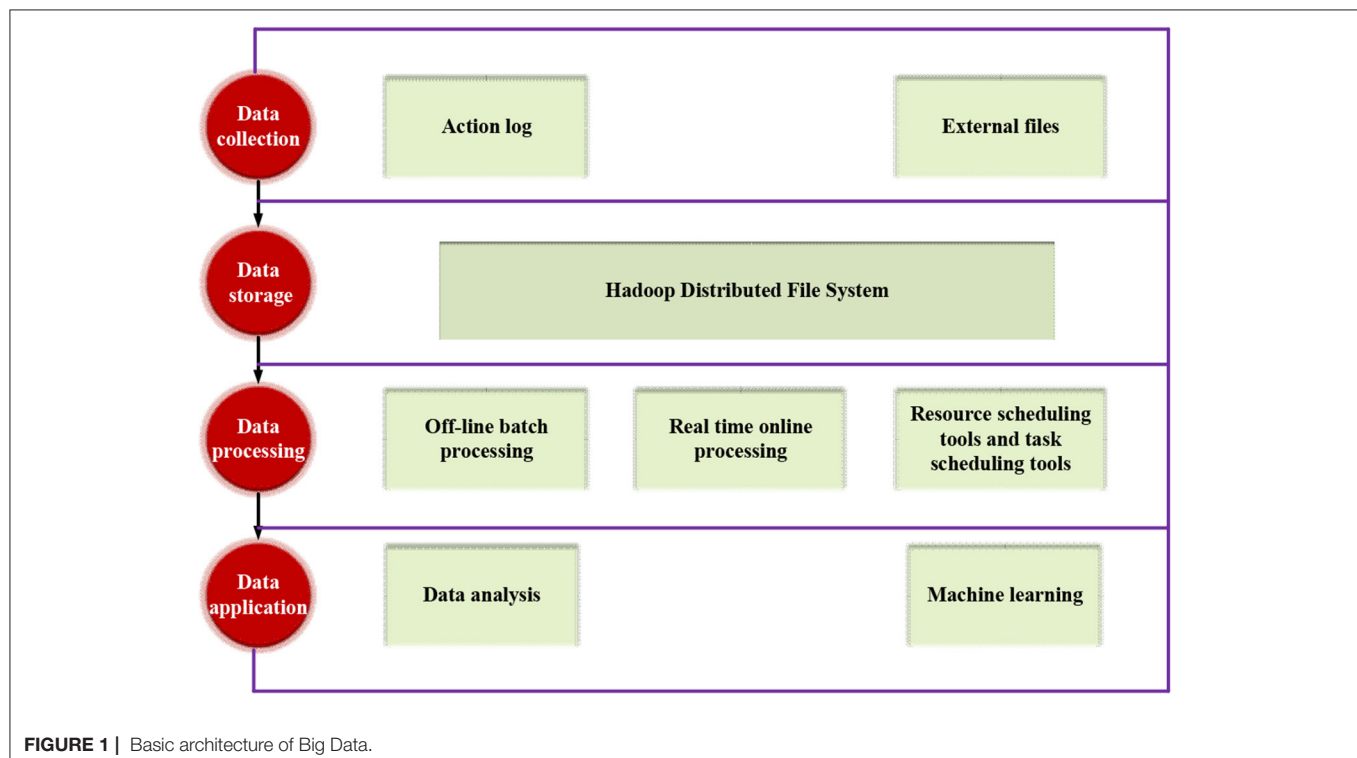 Data
collection
Action log
External files
Data
storage
Hadoop Distributed File System
Data
processing
Off-line batch
processing
Real time online
processing
Resource scheduling
tools and task
scheduling tools
Data
application
Data analysis
Machine learning
FIGURE 1 | Basic architecture of Big Data.